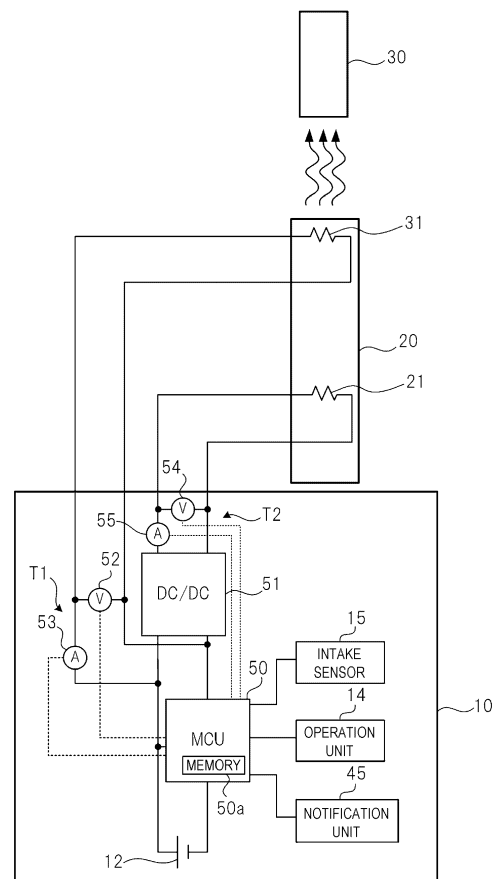 30
31
20
21
54
V
55
T2
A
T1
52
V
DC/DC
51
53
A
15
INTAKE
SENSOR
50
14
10
MCU
OPERATION
UNIT
MEMORY
50a
45
NOTIFICATION
UNIT
12